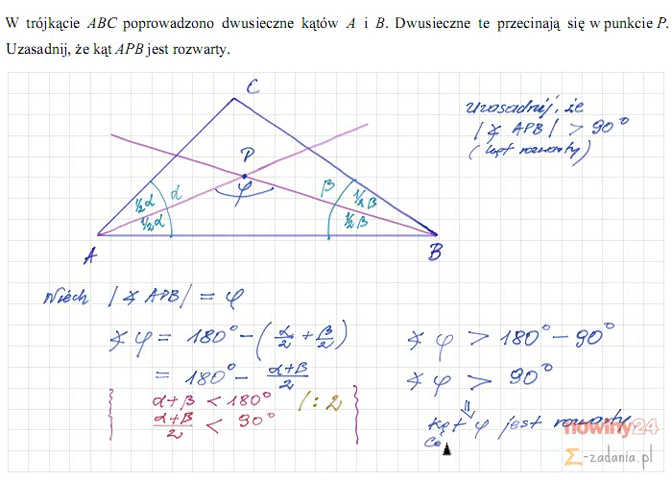 W trójkącie ABC poprowadzono dwusieczne kątów A i B. Dwusieczne te przecinają się w punkcie P.
Uzasadnij, że kąt APB jest rozwarty.
C
Uzasadnij, że
|∡ APB| > 90°
(kąt rozwarty)
P
½α α φ β ½β
½α ½β
A B
Niech |∡ APB| = φ
∡ φ = 180° - (α/2 + β/2)
= 180° - (α+β)/2
α+β < 180° /:2
(α+β)/2 < 90°
∡ φ > 180° - 90°
∡ φ > 90°
⇓
kąt φ jest rozwarty
co
nowiny24
Σ-zadania.pl